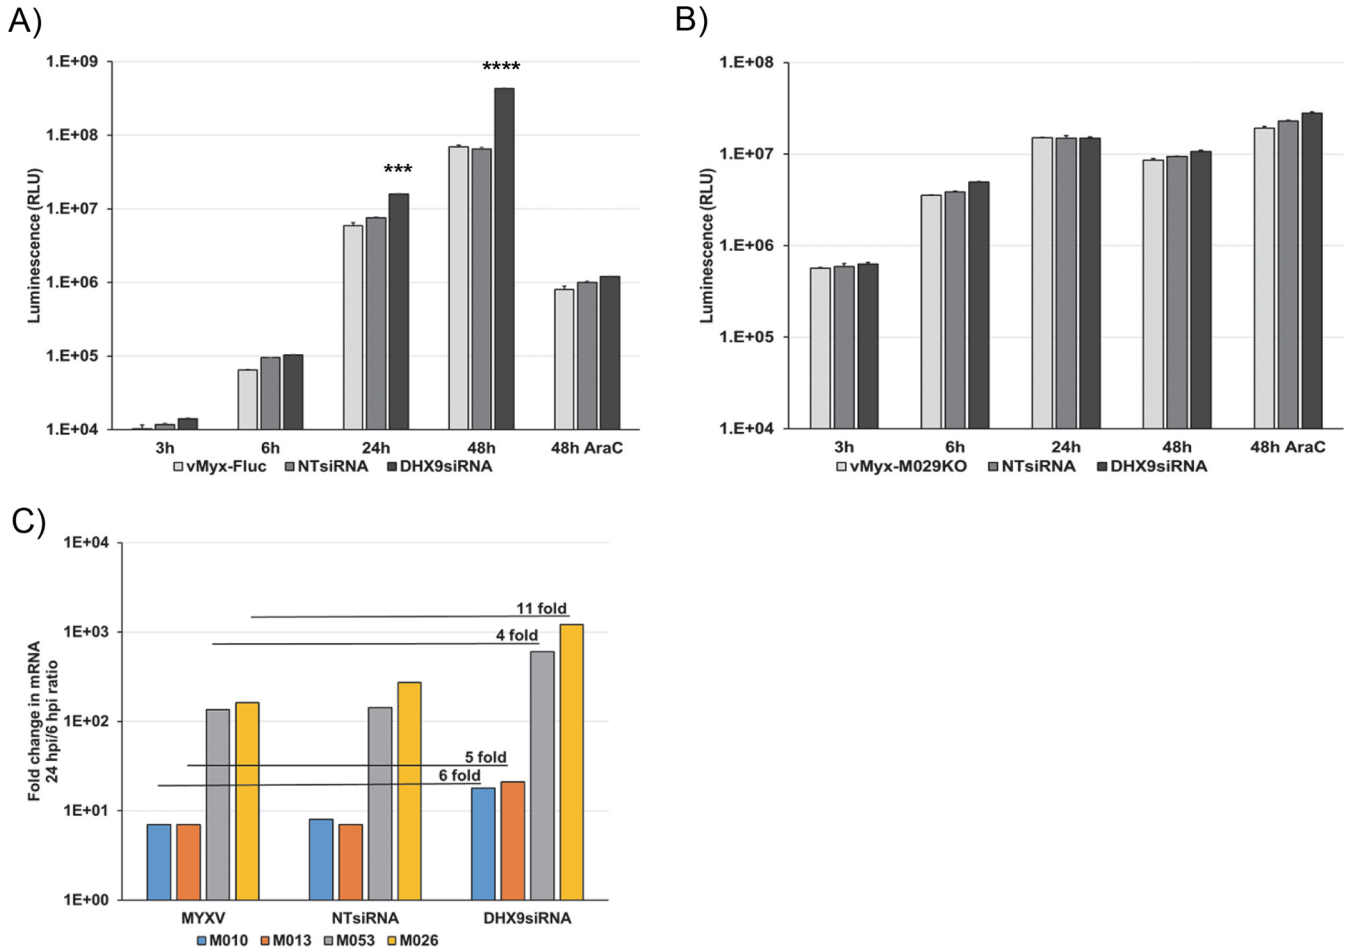 A)
1.E+09
1.E+08
1.E+07
1.E+06
1.E+05
1.E+04
Luminescence (RLU)
***
****
3h
6h
24h
48h
48h AraC
vMyx-Fluc
NTsiRNA
DHX9siRNA
B)
1.E+08
1.E+07
1.E+06
1.E+05
1.E+04
Luminescence (RLU)
3h
6h
24h
48h
48h AraC
vMyx-M029KO
NTsiRNA
DHX9siRNA
C)
1E+04
1E+03
1E+02
1E+01
1E+00
Fold change in mRNA
24 hpi/6 hpi ratio
11 fold
4 fold
5 fold
6 fold
MYXV
NTsiRNA
DHX9siRNA
M010
M013
M053
M026